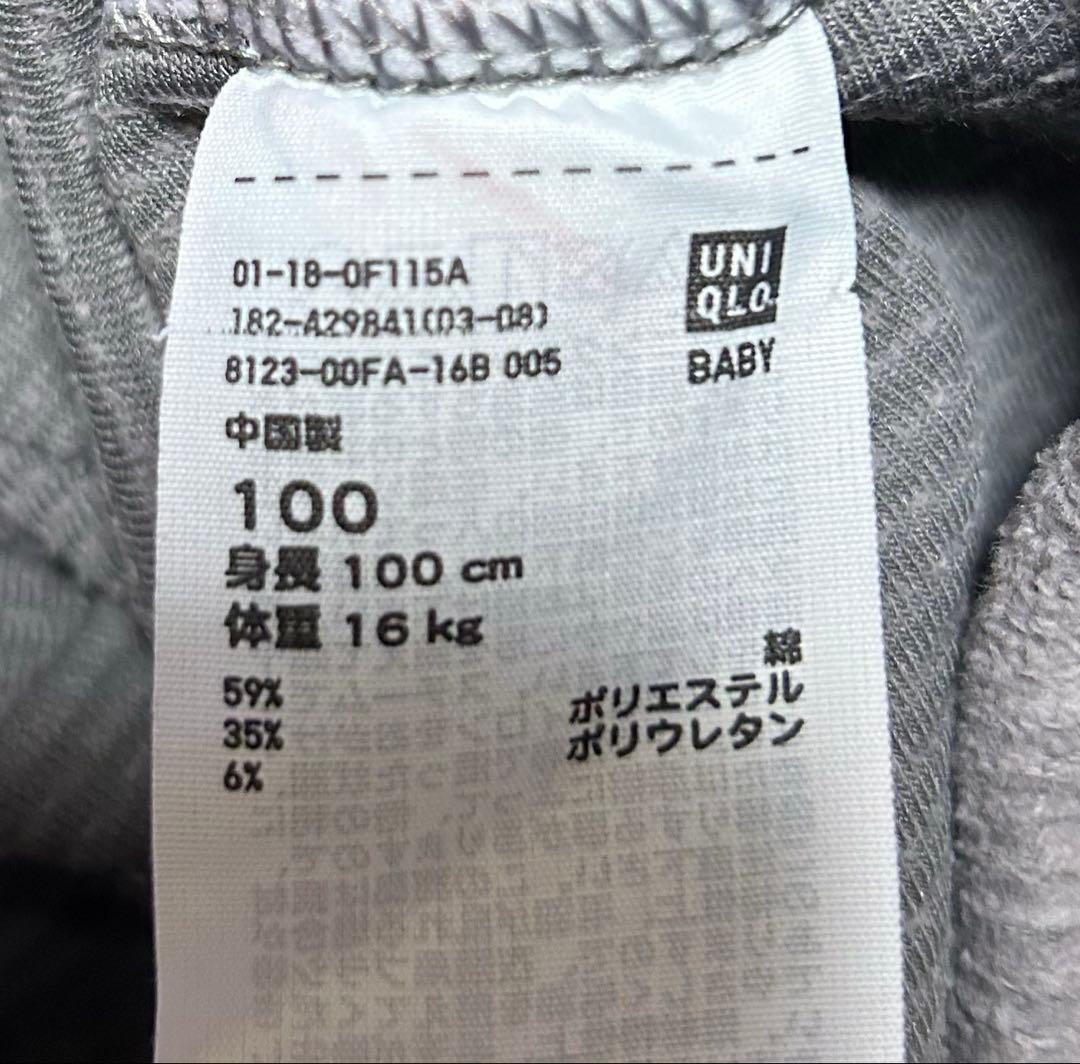 01-18-0F115A
182-A298A1(03-08)
8123-00FA-16B 005
UNI
QLO
BABY
中国製
100
身長 100 cm
体重 16 kg
綿
59% ポリエステル
35% ポリウレタン
6%